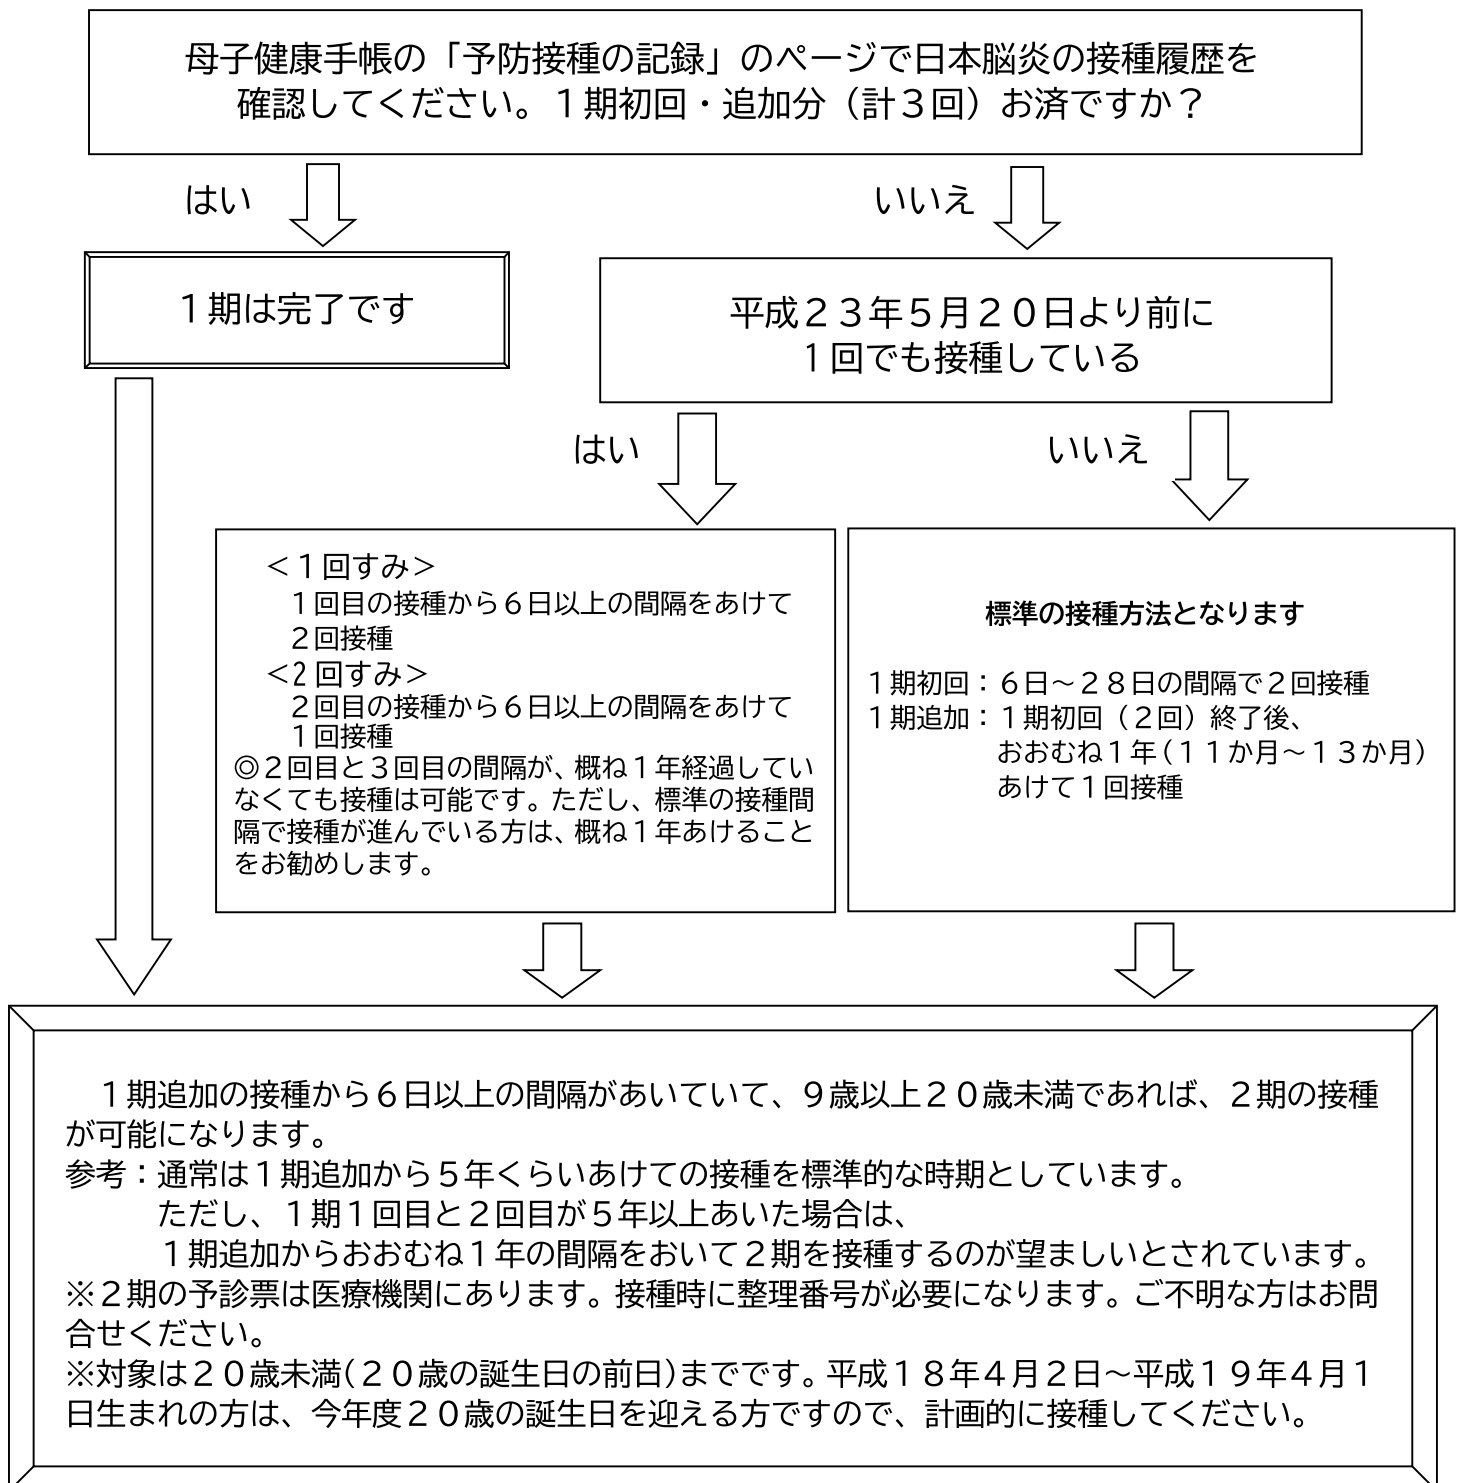 母子健康手帳の「予防接種の記録」のページで日本脳炎の接種履歴を
確認してください。１期初回・追加分（計３回）お済ですか？
はい
いいえ
１期は完了です
平成２３年５月２０日より前に
１回でも接種している
はい
いいえ
＜１回すみ＞
１回目の接種から６日以上の間隔をあけて
２回接種
＜２回すみ＞
２回目の接種から６日以上の間隔をあけて
１回接種
◎２回目と３回目の間隔が、概ね１年経過してい
なくても接種は可能です。ただし、標準の接種間
隔で接種が進んでいる方は、概ね１年あけること
をお勧めします。
標準の接種方法となります
１期初回：６日～２８日の間隔で２回接種
１期追加：１期初回（２回）終了後、
おおむね１年（１１か月～１３か月）
あけて１回接種
１期追加の接種から６日以上の間隔があいていて、９歳以上２０歳未満であれば、２期の接種
が可能になります。
参考：通常は１期追加から５年くらいあけての接種を標準的な時期としています。
ただし、１期１回目と２回目が５年以上あいた場合は、
１期追加からおおむね１年の間隔をおいて２期を接種するのが望ましいとされています。
※２期の予診票は医療機関にあります。接種時に整理番号が必要になります。ご不明な方はお問
合せください。
※対象は２０歳未満（２０歳の誕生日の前日）までです。平成１８年４月２日～平成１９年４月１
日生まれの方は、今年度２０歳の誕生日を迎える方ですので、計画的に接種してください。